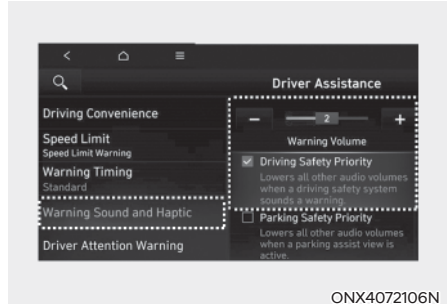 Driver Assistance
Driving Convenience
Speed Limit
Speed Limit Warning
Warning Timing
Standard
Warning Sound and Haptic
Driver Attention Warning
− 2 +
Warning Volume
Driving Safety Priority
Lowers all other audio volumes
when a driving safety system
sounds a warning.
Parking Safety Priority
Lowers all other audio volumes
when a parking assist view is
active.
ONX4072106N